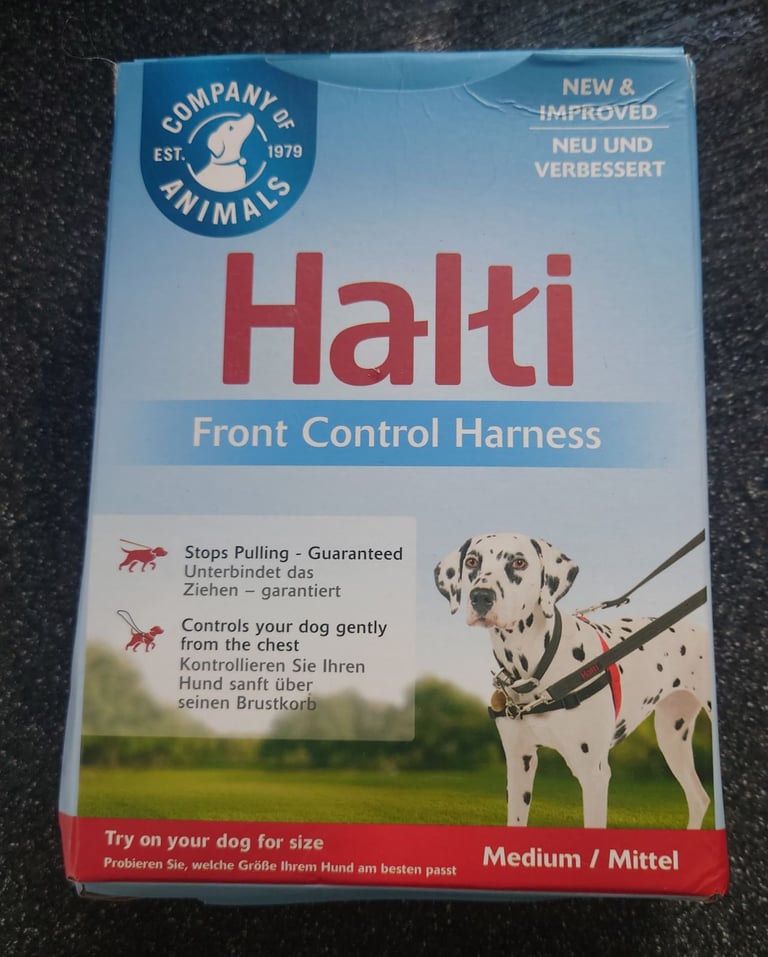 COMPANY OF
EST. 1979
ANIMALS
NEW &
IMPROVED
NEU UND
VERBESSERT
Halti
Front Control Harness
Stops Pulling - Guaranteed
Unterbindet das
Ziehen – garantiert
Controls your dog gently
from the chest
Kontrollieren Sie Ihren
Hund sanft über
seinen Brustkorb
Halti
Try on your dog for size
Probieren Sie, welche Größe Ihrem Hund am besten passt
Medium / Mittel